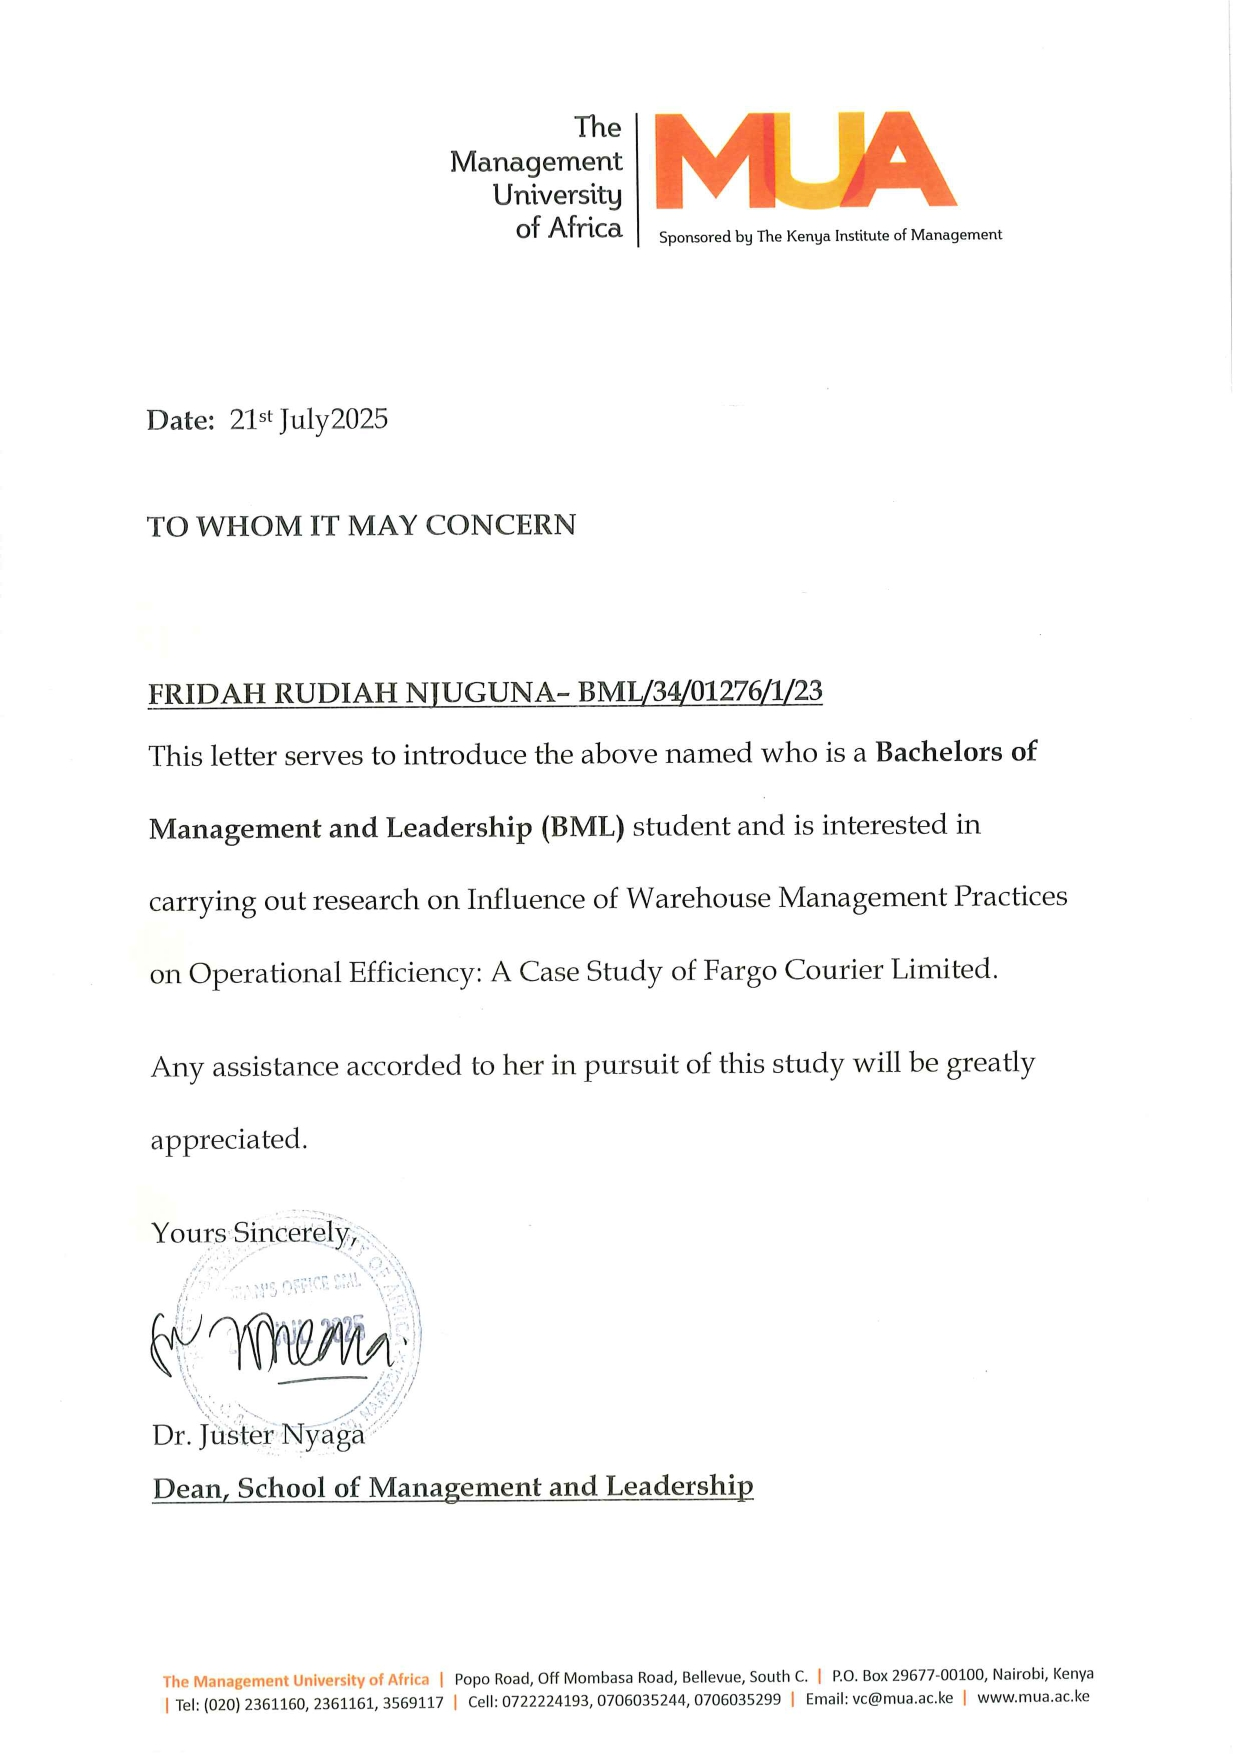 The
Management
University
of Africa
MUA
Sponsored by The Kenya Institute of Management
Date: 21st July2025
TO WHOM IT MAY CONCERN
FRIDAH RUDIAH NJUGUNA– BML/34/01276/1/23
This letter serves to introduce the above named who is a Bachelors of
Management and Leadership (BML) student and is interested in
carrying out research on Influence of Warehouse Management Practices
on Operational Efficiency: A Case Study of Fargo Courier Limited.
Any assistance accorded to her in pursuit of this study will be greatly
appreciated.
Yours Sincerely,
OFFICE
2025
Dr. Juster Nyaga
Dean, School of Management and Leadership
The Management University of Africa | Popo Road, Off Mombasa Road, Bellevue, South C. | P.O. Box 29677-00100, Nairobi, Kenya
| Tel: (020) 2361160, 2361161, 3569117 | Cell: 0722224193, 0706035244, 0706035299 | Email: vc@mua.ac.ke | www.mua.ac.ke